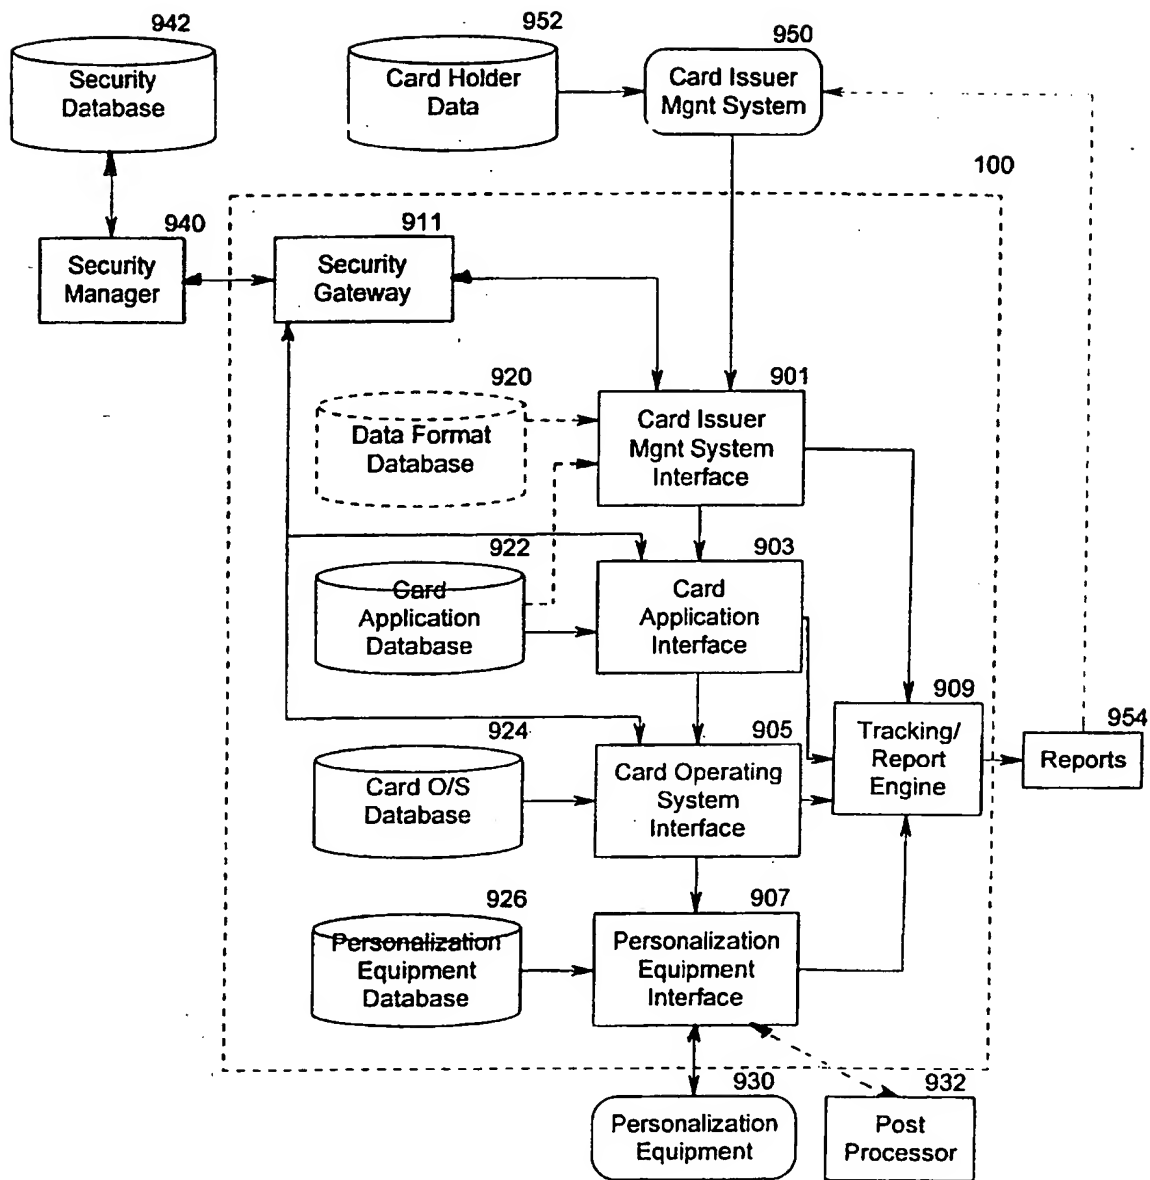 942
Security
Database
952
Card Holder
Data
950
Card Issuer
Mgnt System
100
940
Security
Manager
911
Security
Gateway
920
Data Format
Database
901
Card Issuer
Mgnt System
Interface
922
Card
Application
Database
903
Card
Application
Interface
909
Tracking/
Report
Engine
954
Reports
924
Card O/S
Database
905
Card Operating
System
Interface
926
Personalization
Equipment
Database
907
Personalization
Equipment
Interface
930
Personalization
Equipment
932
Post
Processor